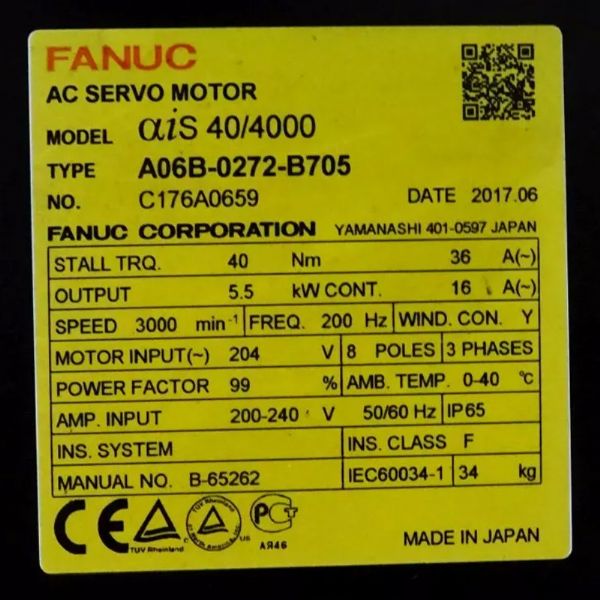 FANUC
AC SERVO MOTOR
MODEL αiS 40/4000
TYPE A06B-0272-B705
NO. C176A0659 DATE 2017.06
FANUC CORPORATION YAMANASHI 401-0597 JAPAN
STALL TRQ. 40 Nm 36 A(~)
OUTPUT 5.5 kW CONT. 16 A(~)
SPEED 3000 min-1 FREQ. 200 Hz WIND. CON. Y
MOTOR INPUT(~) 204 V 8 POLES 3 PHASES
POWER FACTOR 99 % AMB. TEMP. 0-40 °C
AMP. INPUT 200-240 V 50/60 Hz IP65
INS. SYSTEM INS. CLASS F
MANUAL NO. B-65262 IEC60034-1 34 kg
CE TUV Rheinland C US PCT АЯ46
MADE IN JAPAN